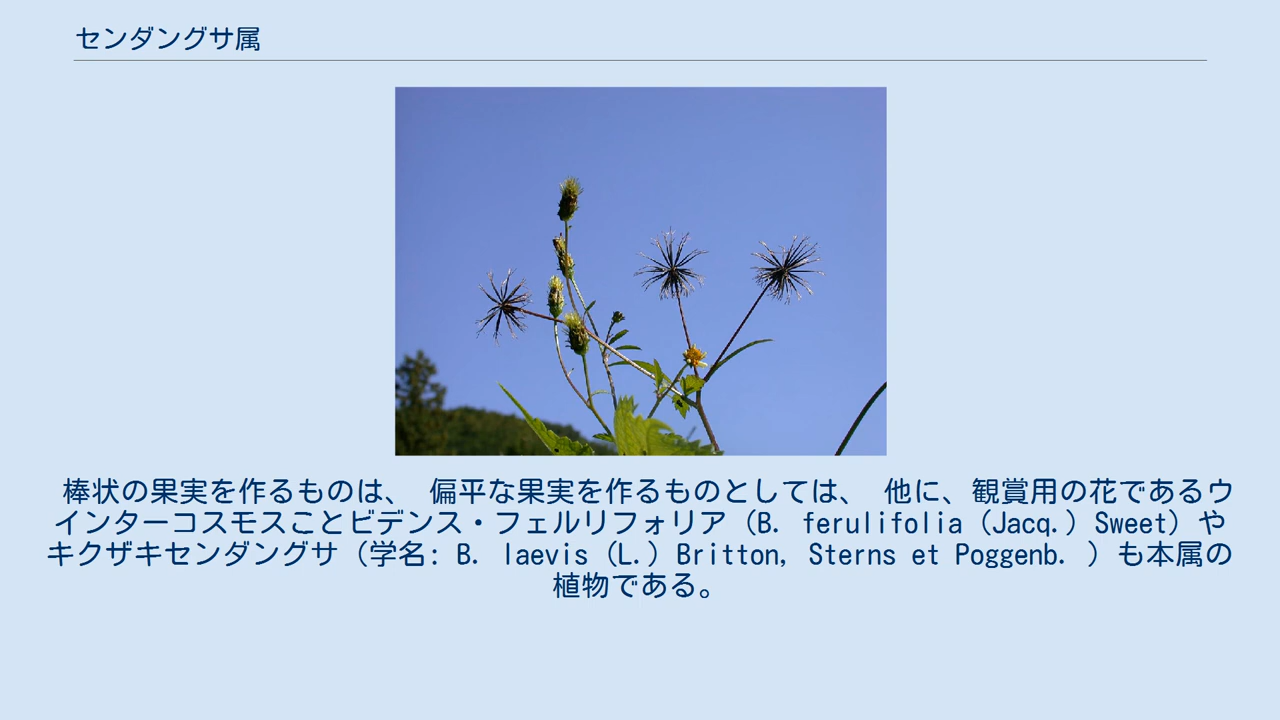 センダングサ属
棒状の果実を作るものは、 偏平な果実を作るものとしては、 他に、観賞用の花であるウ
インターコスモスことビデンス・フェルリフォリア（B. ferulifolia（Jacq.）Sweet）や
キクザキセンダングサ（学名: B. laevis（L.）Britton, Sterns et Poggenb. ）も本属の
植物である。